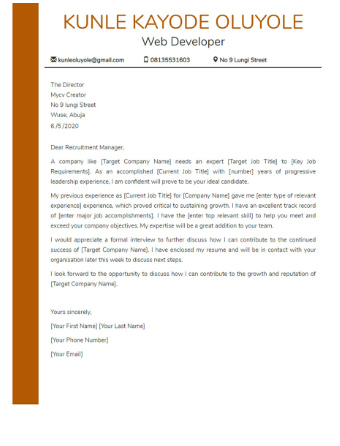 KUNLE KAYODE OLUYOLE
Web Developer
kunleoluyole@gmail.com 08135531603 No 9 Lungi Street
The Director
Mycv Creator
No 9 lungi Street
Wuse, Abuja
6 /5 /2020
Dear Recruitment Manager,
A company like [Target Company Name] needs an expert [Target Job Title] to [Key Job
Requirements]. As an accomplished [Current Job Title] with [number] years of progressive
leadership experience, I am confident will prove to be your ideal candidate.
My previous experience as [Current Job Title] for [Company Name] gave me [enter type of relevant
experience] experience, which proved critical to sustaining growth. I have an excellent track record
of [enter major job accomplishments]. I have the [enter top relevant skill] to help you meet and
exceed your company objectives. My expertise will be a great addition to your team.
I would appreciate a formal interview to further discuss how I can contribute to the continued
success of [Target Company Name]. I have enclosed my resume and will be in contact with your
organisation later this week to discuss next steps.
I look forward to the opportunity to discuss how I can contribute to the growth and reputation of
[Target Company Name].
Yours sincerely,
[Your First Name] [Your Last Name]
[Your Phone Number]
[Your Email]